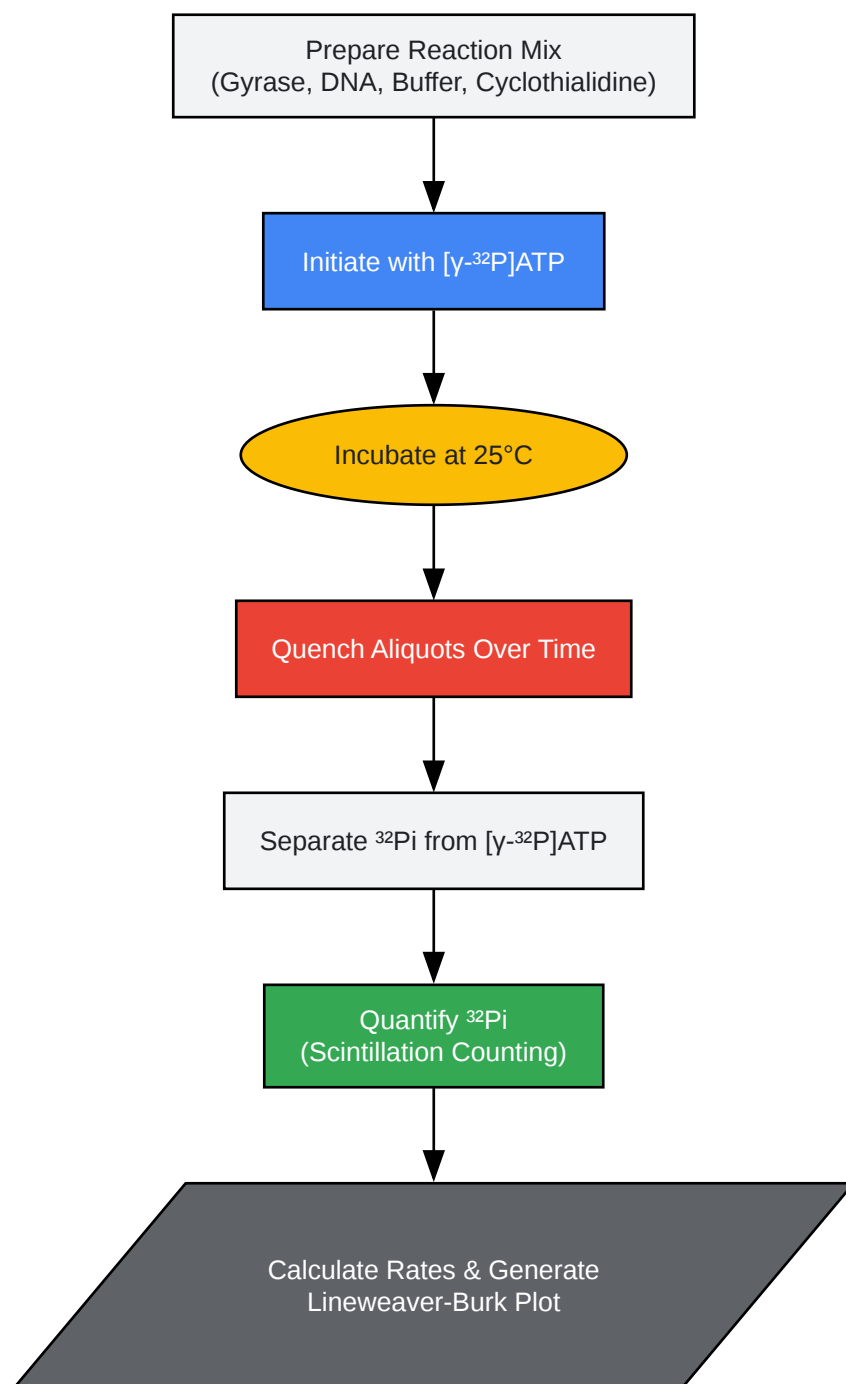 Prepare Reaction Mix
(Gyrase, DNA, Buffer, Cyclothialidine)
Initiate with [γ-³²P]ATP
Incubate at 25°C
Quench Aliquots Over Time
Separate ³²Pi from [γ-³²P]ATP
Quantify ³²Pi
(Scintillation Counting)
Calculate Rates & Generate
Lineweaver-Burk Plot